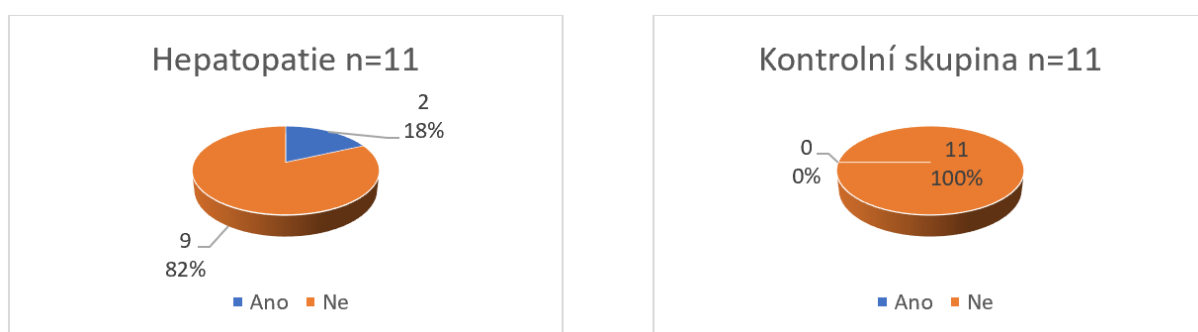 Hepatopatie n=11
2
18%
9
82%
Ano Ne
Kontrolní skupina n=11
0
0%
11
100%
Ano Ne